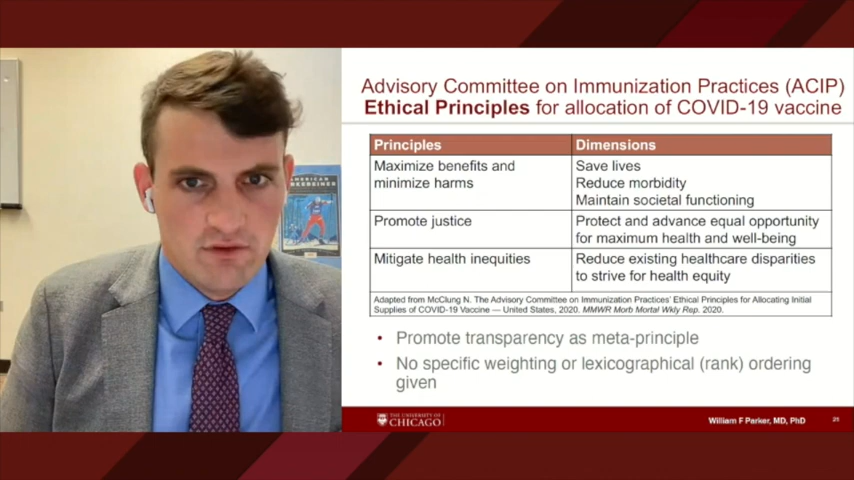 AMERICAN
Advisory Committee on Immunization Practices (ACIP)
Ethical Principles for allocation of COVID-19 vaccine
Principles
Dimensions
Maximize benefits and
minimize harms
Save lives
Reduce morbidity
Maintain societal functioning
Promote justice
Protect and advance equal opportunity
for maximum health and well-being
Mitigate health inequities
Reduce existing healthcare disparities
to strive for health equity
Adapted from McClung N. The Advisory Committee on Immunization Practices' Ethical Principles for Allocating Initial
Supplies of COVID-19 Vaccine — United States, 2020. MMWR Morb Mortal Wkly Rep. 2020.
• Promote transparency as meta-principle
• No specific weighting or lexicographical (rank) ordering
given
THE UNIVERSITY OF
CHICAGO
William F Parker, MD, PhD